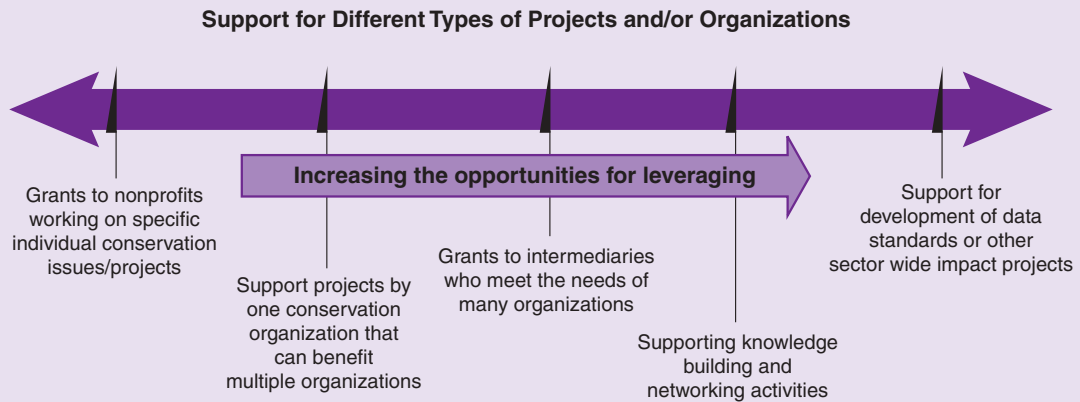 Support for Different Types of Projects and/or Organizations
Increasing the opportunities for leveraging
Grants to nonprofits
working on specific
individual conservation
issues/projects
Support projects by
one conservation
organization that
can benefit
multiple organizations
Grants to intermediaries
who meet the needs of
many organizations
Supporting knowledge
building and
networking activities
Support for
development of data
standards or other
sector wide impact projects